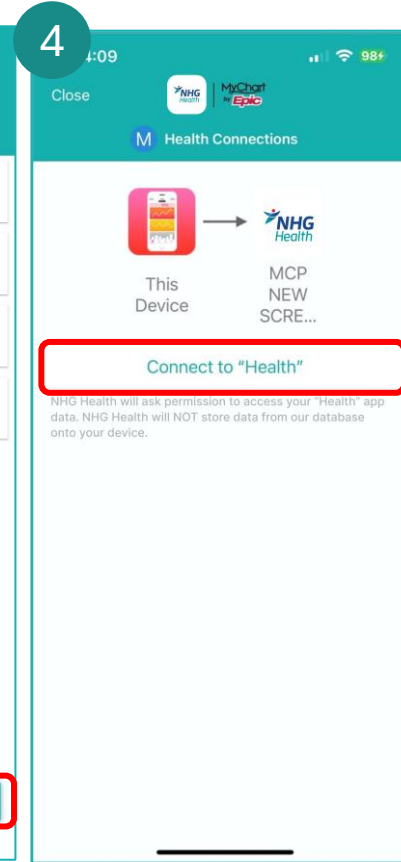 4
4:09
98
Close
NHG
Health
MyChart
by Epic
M Health Connections
NHG
Health
This
Device
MCP
NEW
SCRE...
Connect to "Health"
NHG Health will ask permission to access your "Health" app
data. NHG Health will NOT store data from our database
onto your device.